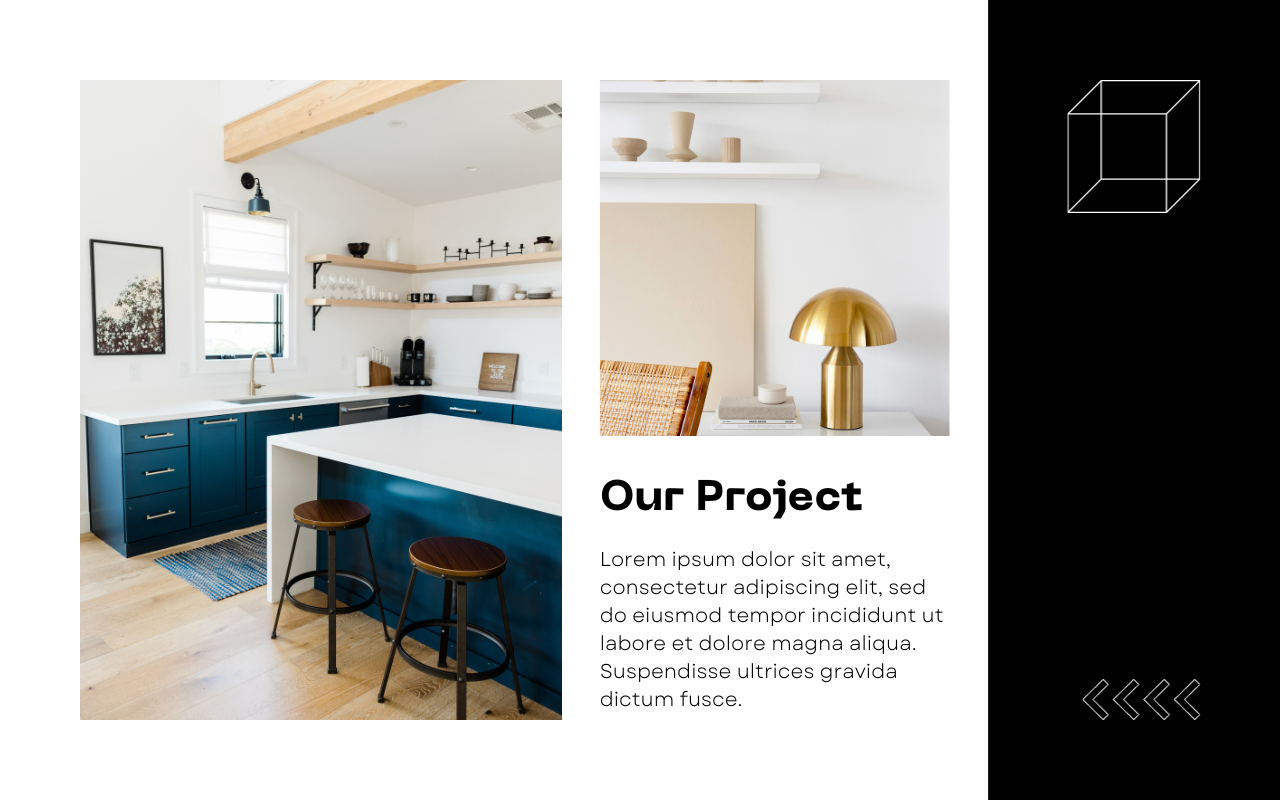 Our Project
Lorem ipsum dolor sit amet,
consectetur adipiscing elit, sed
do eiusmod tempor incididunt ut
labore et dolore magna aliqua.
Suspendisse ultrices gravida
dictum fusce.